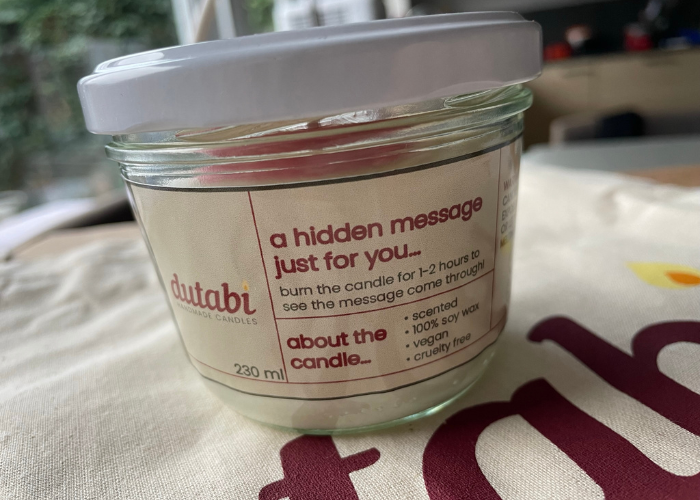 dutabi
HANDMADE CANDLES
230 ml
a hidden message
just for you...
burn the candle for 1-2 hours to
see the message come through!
about the
candle...
• scented
• 100% soy wax
• vegan
• cruelty free
tab